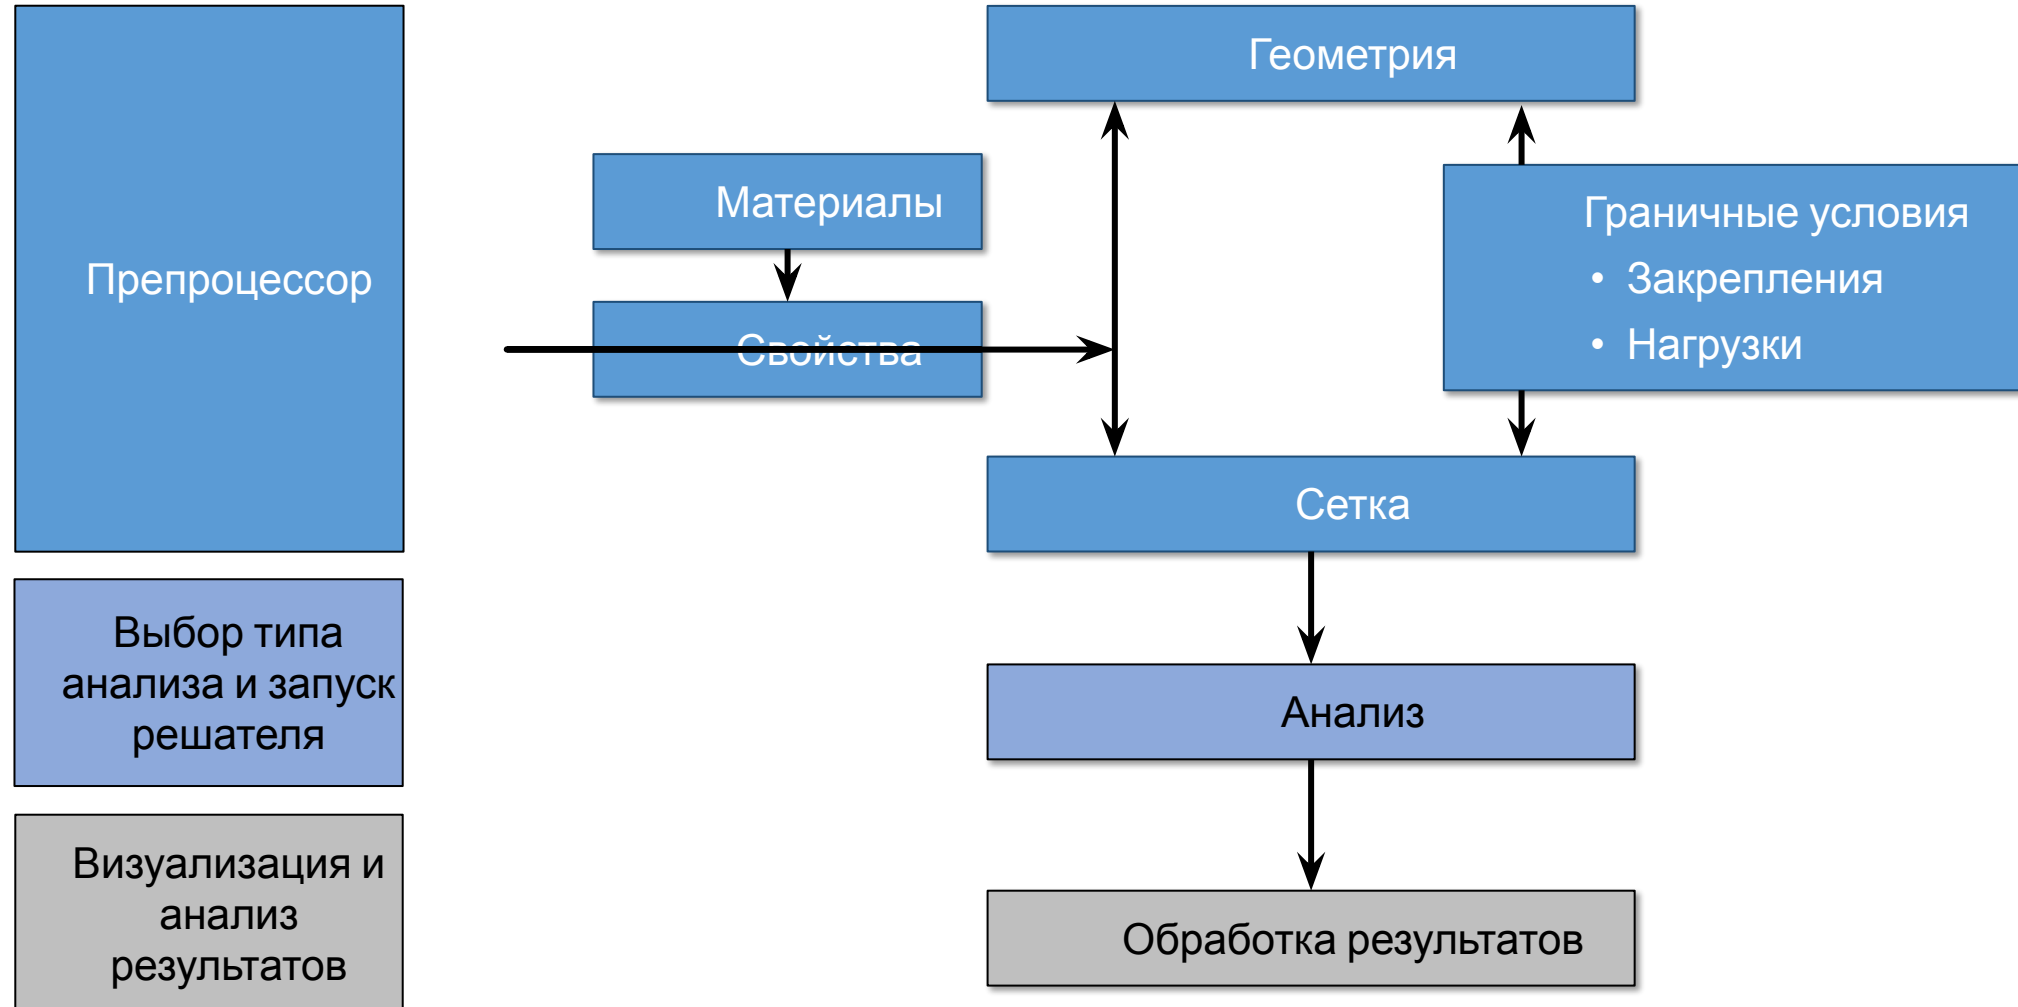 Геометрия
Материалы
Граничные условия
• Закрепления
• Нагрузки
Препроцессор
Свойства
Сетка
Выбор типа
анализа и запуск
решателя
Анализ
Визуализация и
анализ
результатов
Обработка результатов